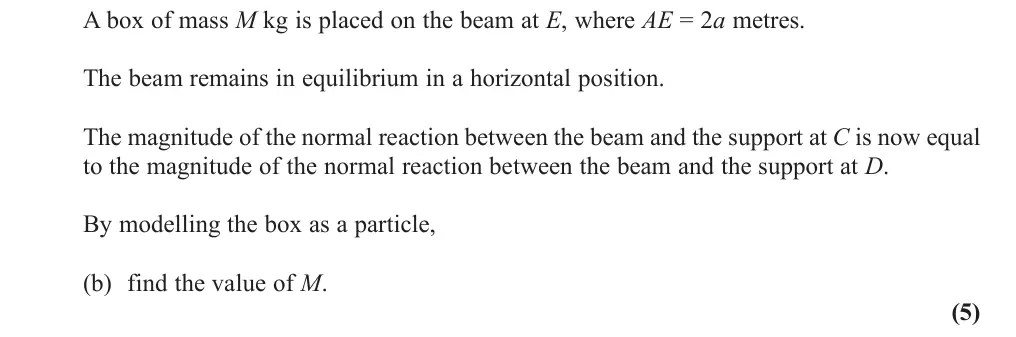 A box of mass M kg is placed on the beam at E, where AE = 2a metres.
The beam remains in equilibrium in a horizontal position.
The magnitude of the normal reaction between the beam and the support at C is now equal
to the magnitude of the normal reaction between the beam and the support at D.
By modelling the box as a particle,
(b) find the value of M.
(5)